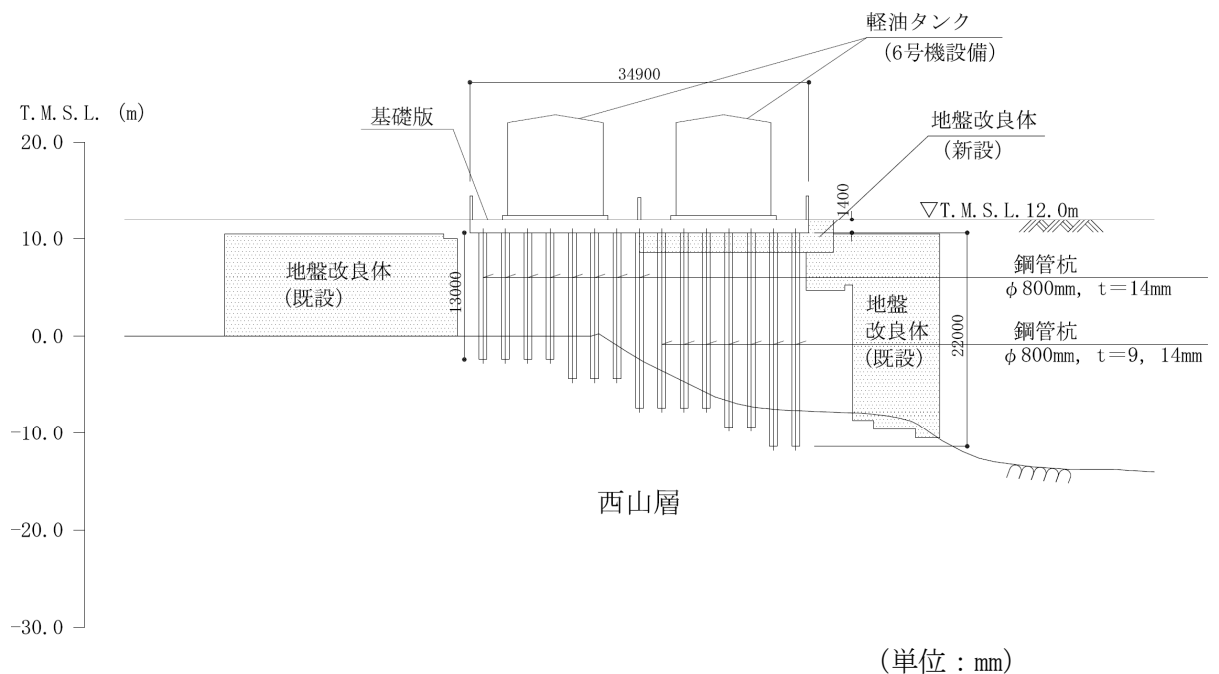 軽油タンク
(6号機設備)
34900
T.M.S.L. (m)
基礎版
地盤改良体
(新設)
20.0
1400
▽T.M.S.L.12.0m
10.0
地盤改良体
(既設)
13000
鋼管杭
φ800mm, t=14mm
地盤
改良体
(既設)
22000
鋼管杭
φ800mm, t=9, 14mm
0.0
-10.0
西山層
-20.0
-30.0
(単位:mm)